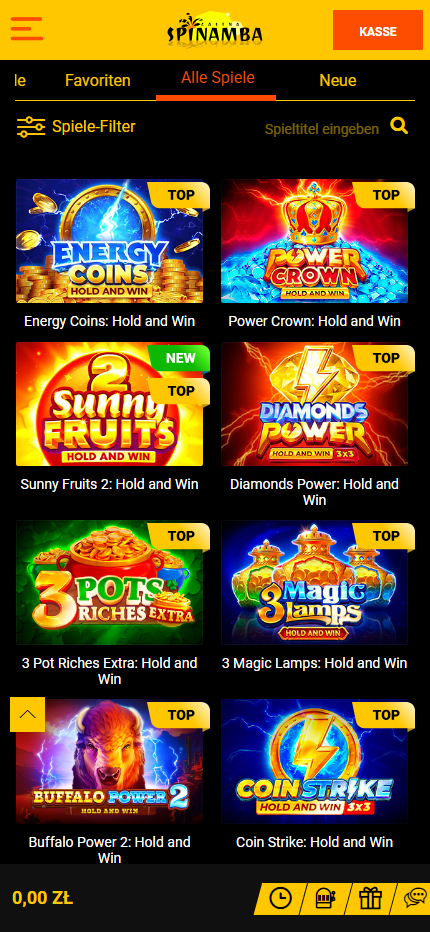 CASINO
SPINAMBA
KASSE
le
Favoriten
Alle Spiele
Neue
Spiele-Filter
Spieltitel eingeben
TOP
ENERGY
COINS
HOLD AND WIN
Energy Coins: Hold and Win
TOP
POWER
CROWN
HOLD AND WIN
Power Crown: Hold and Win
NEW
TOP
2
Sunny
FRUITS
HOLD AND WIN
Sunny Fruits 2: Hold and Win
TOP
DIAMONDS
POWER
HOLD AND WIN 3x3
Diamonds Power: Hold and
Win
TOP
3 POTS
RICHES EXTRA
3 Pot Riches Extra: Hold and
Win
TOP
3 Magic
Lamps
HOLD AND WIN
3 Magic Lamps: Hold and Win
TOP
BUFFALO POWER 2
HOLD AND WIN
Buffalo Power 2: Hold and
Win
TOP
COIN STRIKE
HOLD AND WIN 3x3
Coin Strike: Hold and Win
0,00 ZŁ